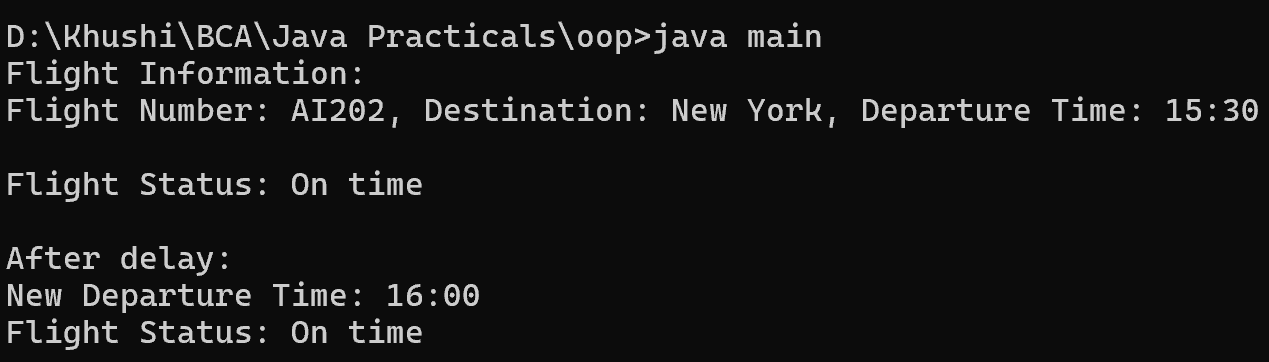 D:\Khushi\BCA\Java Practicals\oop>java main
Flight Information:
Flight Number: AI202, Destination: New York, Departure Time: 15:30
Flight Status: On time
After delay:
New Departure Time: 16:00
Flight Status: On time